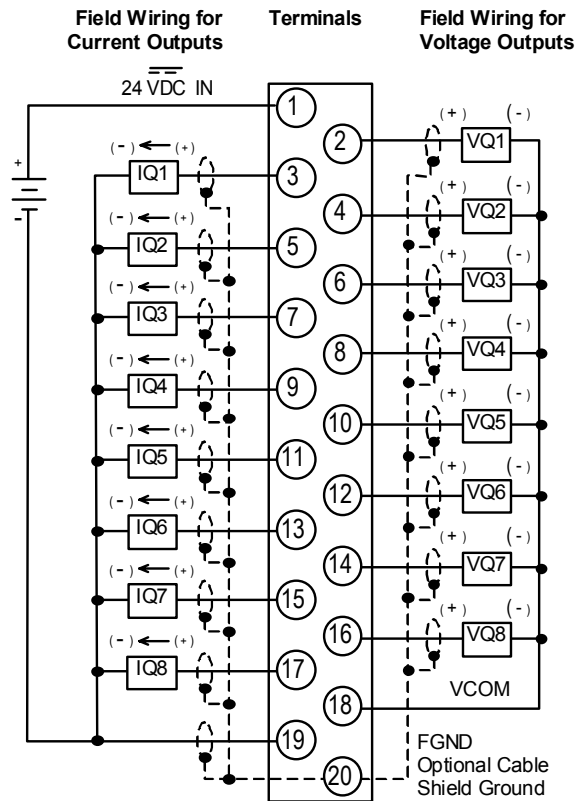 Field Wiring for Current Outputs
Terminals
Field Wiring for Voltage Outputs
24 VDC IN
+
-
1
2
(+) VQ1 (-)
(-) (+) IQ1
3
4
(+) VQ2 (-)
(-) (+) IQ2
5
6
(+) VQ3 (-)
(-) (+) IQ3
7
8
(+) VQ4 (-)
(-) (+) IQ4
9
10
(+) VQ5 (-)
(-) (+) IQ5
11
12
(+) VQ6 (-)
(-) (+) IQ6
13
14
(+) VQ7 (-)
(-) (+) IQ7
15
16
(+) VQ8 (-)
(-) (+) IQ8
17
18
VCOM
19
20
FGND
Optional Cable
Shield Ground